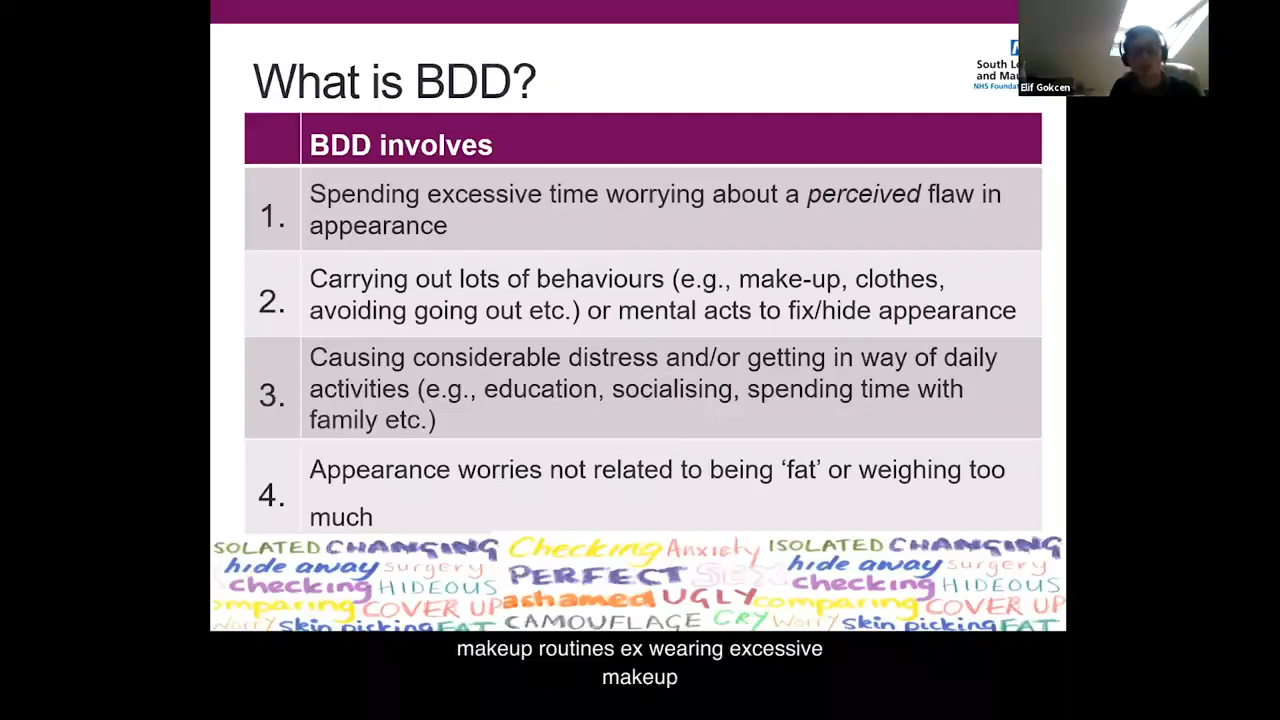 What is BDD?
South Lo
and Mau
NHS Founda
Elif Gokcen
BDD involves
1.
Spending excessive time worrying about a perceived flaw in
appearance
2.
Carrying out lots of behaviours (e.g., make-up, clothes,
avoiding going out etc.) or mental acts to fix/hide appearance
3.
Causing considerable distress and/or getting in way of daily
activities (e.g., education, socialising, spending time with
family etc.)
4.
Appearance worries not related to being ‘fat’ or weighing too
much
SOLATED CHANGING Checking Anxiety ISOLATED CHANGING
hide away surgery PERFECT hide away surgery
checking HIDEOUS checking HIDEOUS
omparing COVER UP ashamed UGLY comparing COVER UP
Worry skin picking FAT CAMOUFLAGE CRY Worry skin picking FAT
makeup routines ex wearing excessive
makeup